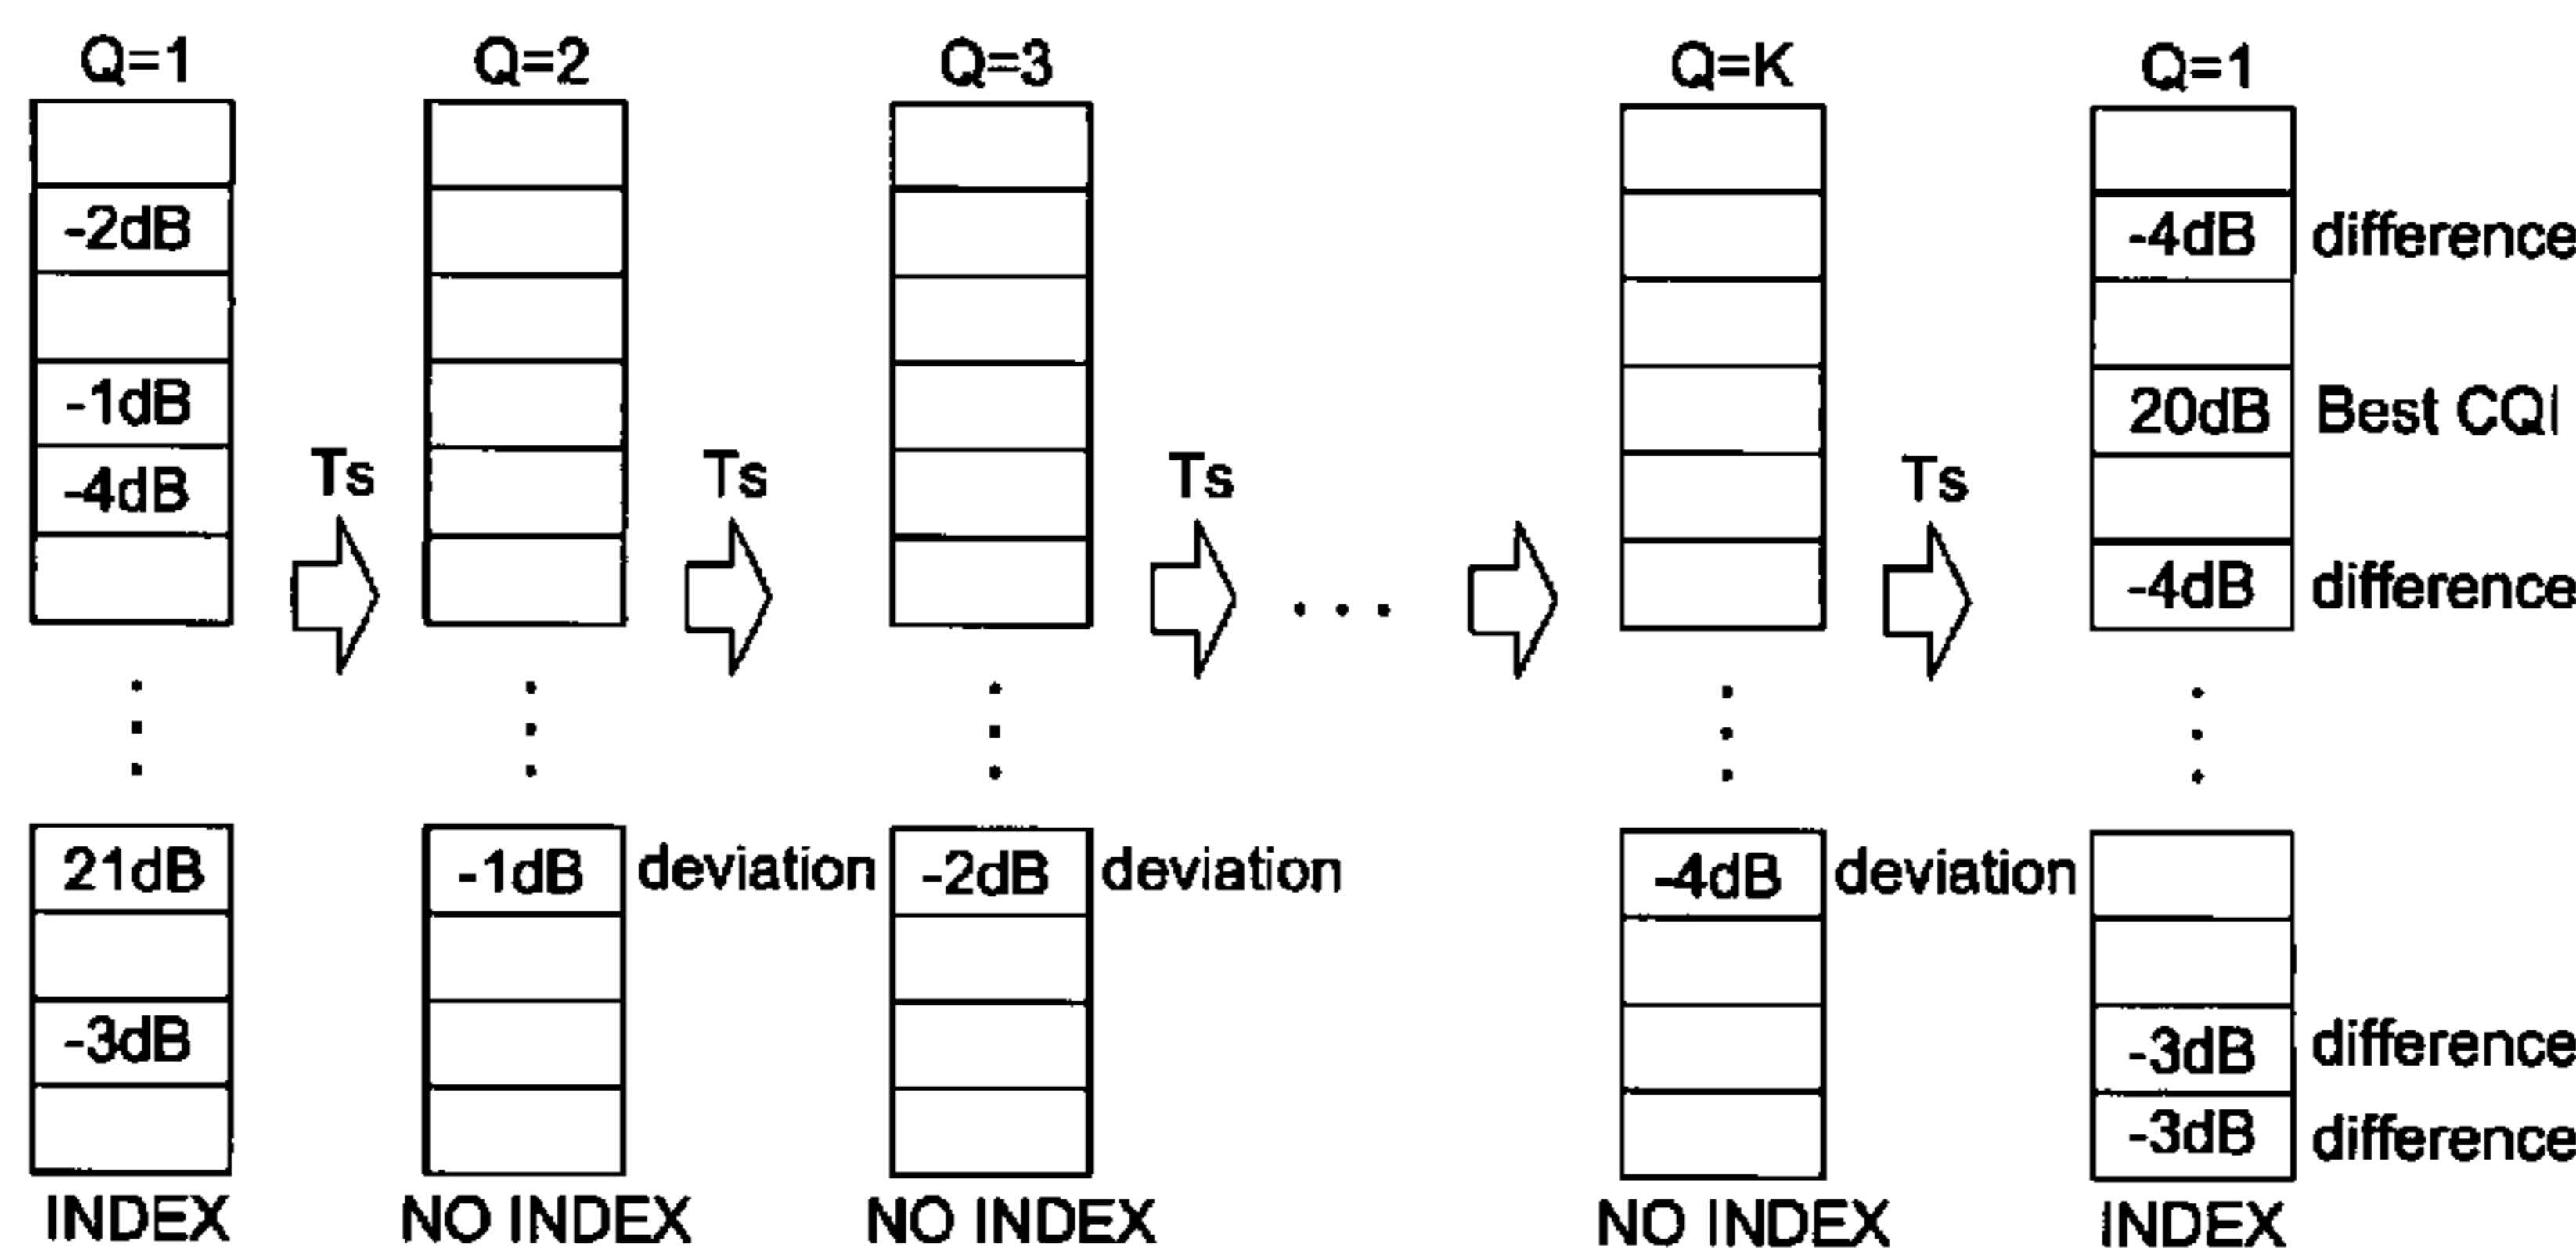 Q=1
Q=2
Q=3
Q=K
Q=1
-2dB
-4dB difference
-1dB
20dB Best CQI
-4dB
Ts
Ts
Ts
Ts
-4dB difference
21dB
-1dB deviation
-2dB deviation
-4dB deviation
-3dB
-3dB difference
-3dB difference
INDEX
NO INDEX
NO INDEX
NO INDEX
INDEX